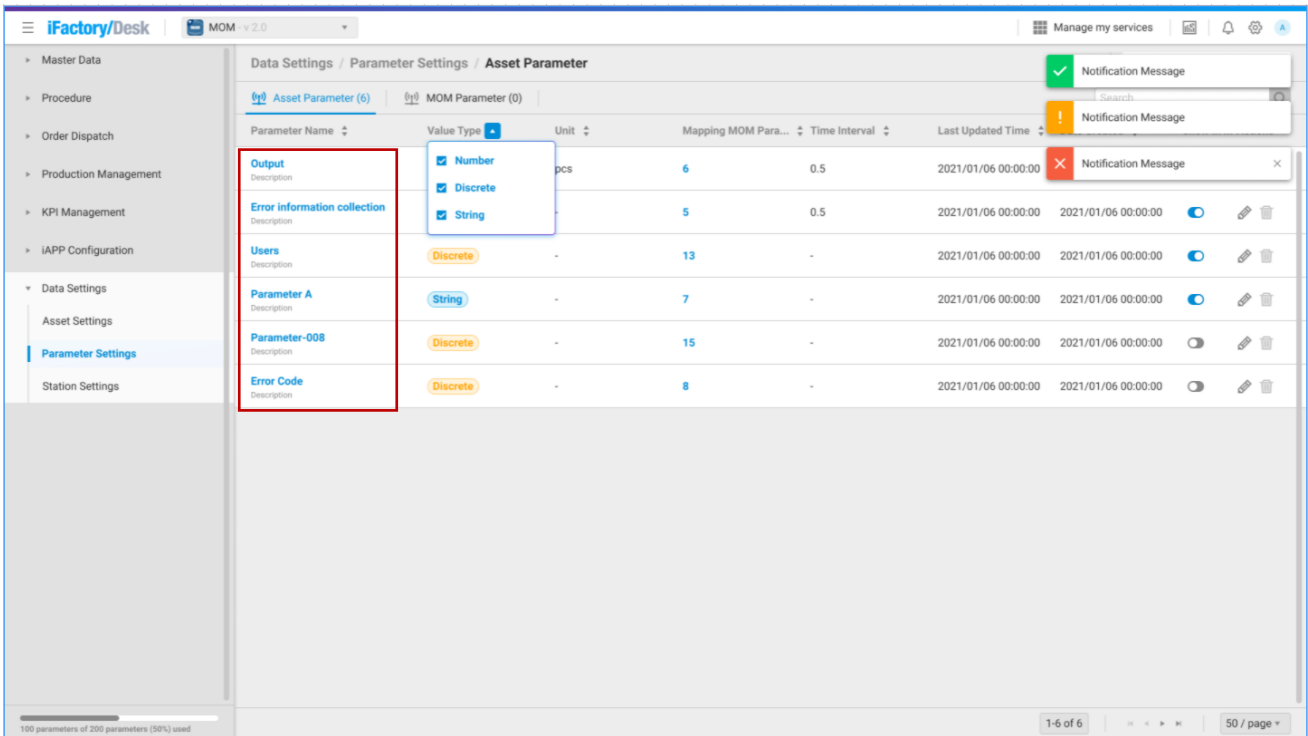 iFactory/Desk
MOM - v 2.0
Manage my services
A
Master Data
Procedure
Order Dispatch
Production Management
KPI Management
iAPP Configuration
Data Settings
Asset Settings
Parameter Settings
Station Settings
100 parameters of 200 parameters (50%) used
Data Settings / Parameter Settings / Asset Parameter
Asset Parameter (6)
MOM Parameter (0)
Search
Notification Message
Notification Message
Notification Message
Parameter Name Value Type Unit Mapping MOM Para... Time Interval Last Updated Time
Number
Discrete
String
Output
Description
pcs 6 0.5 2021/01/06 00:00:00
Error information collection
Description
- 5 0.5 2021/01/06 00:00:00 2021/01/06 00:00:00
Users
Description
Discrete - 13 - 2021/01/06 00:00:00 2021/01/06 00:00:00
Parameter A
Description
String - 7 - 2021/01/06 00:00:00 2021/01/06 00:00:00
Parameter-008
Description
Discrete - 15 - 2021/01/06 00:00:00 2021/01/06 00:00:00
Error Code
Description
Discrete - 8 - 2021/01/06 00:00:00 2021/01/06 00:00:00
1-6 of 6
50 / page